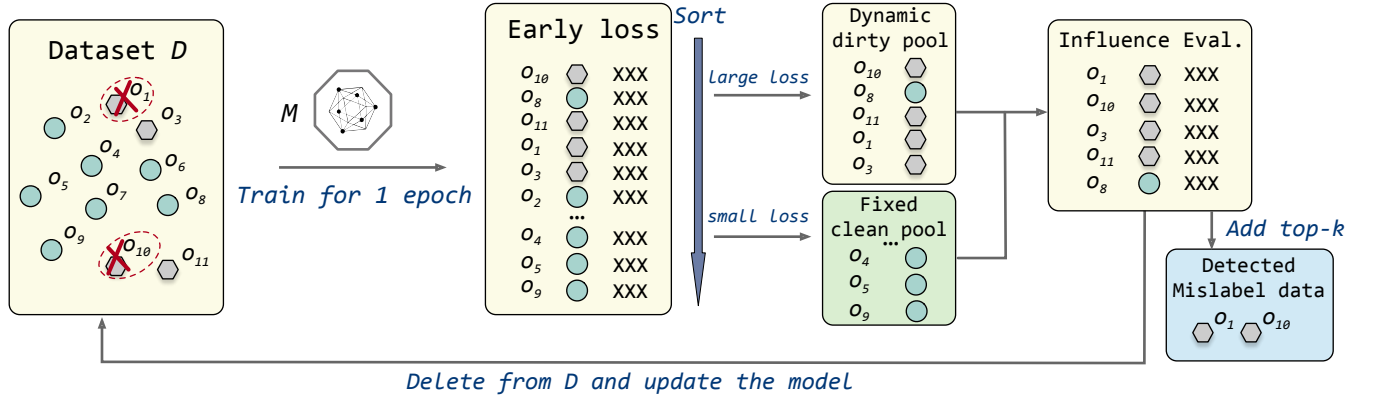 Dataset D
O1
O2
O3
O4
O6
O5
O7
O8
O9
O10
O11
M
Train for 1 epoch
Early loss
O10 XXX
O8 XXX
O11 XXX
O1 XXX
O3 XXX
O2 XXX
...
O4 XXX
O5 XXX
O9 XXX
Sort
large loss
small loss
Dynamic
dirty pool
O10
O8
O11
O1
O3
Fixed
clean pool
...
O4
O5
O9
Influence Eval.
O1 XXX
O10 XXX
O3 XXX
O11 XXX
O8 XXX
Add top-k
Detected
Mislabel data
O1 O10
Delete from D and update the model